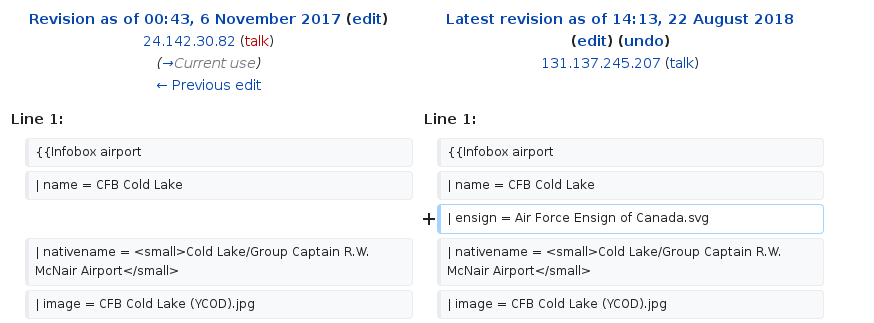 Revision as of 00:43, 6 November 2017 (edit)
24.142.30.82 (talk)
(→Current use)
← Previous edit
Latest revision as of 14:13, 22 August 2018
(edit) (undo)
131.137.245.207 (talk)
Line 1:
Line 1:
{{Infobox airport
{{Infobox airport
| name = CFB Cold Lake
| name = CFB Cold Lake
+ | ensign = Air Force Ensign of Canada.svg
| nativename = <small>Cold Lake/Group Captain R.W.
McNair Airport</small>
| nativename = <small>Cold Lake/Group Captain R.W.
McNair Airport</small>
| image = CFB Cold Lake (YCOD).jpg
| image = CFB Cold Lake (YCOD).jpg